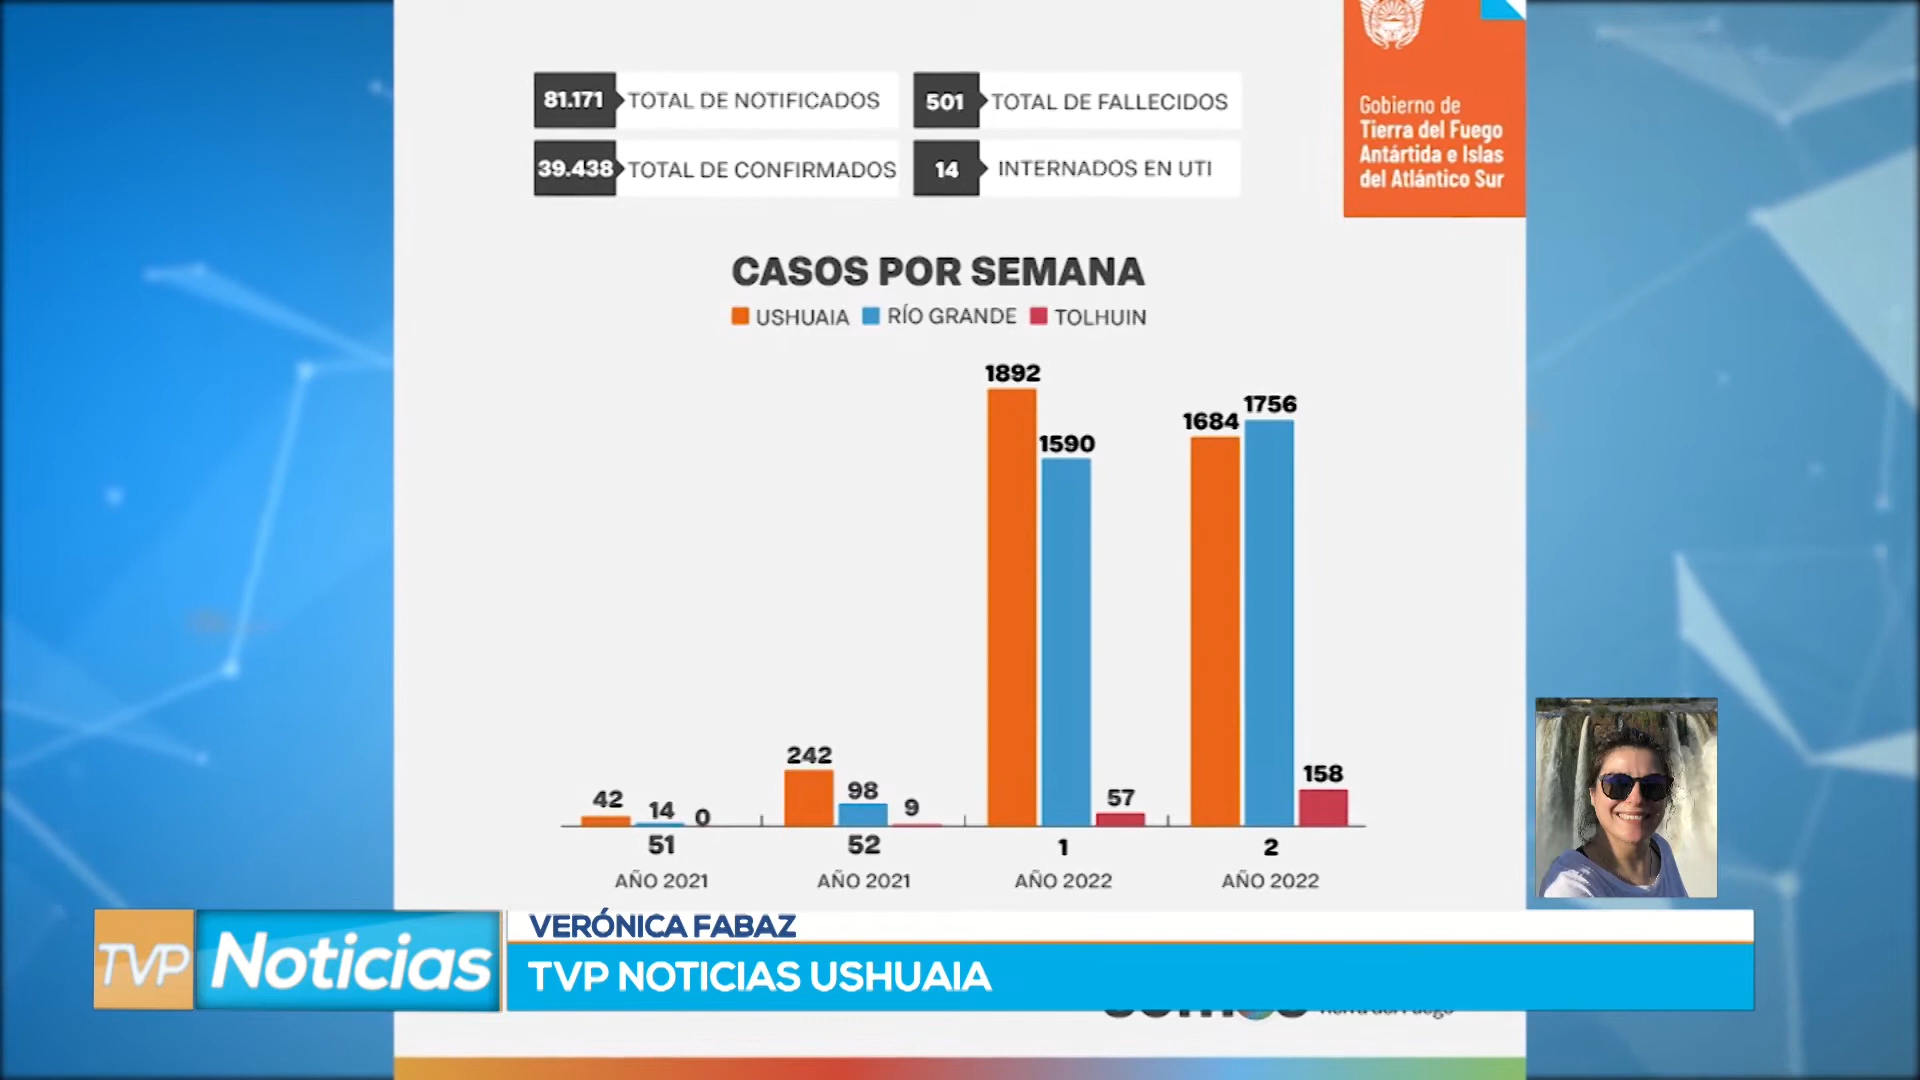 81.171 TOTAL DE NOTIFICADOS
501 TOTAL DE FALLECIDOS
39.438 TOTAL DE CONFIRMADOS
14 INTERNADOS EN UTI
Gobierno de
Tierra del Fuego
Antártida e Islas
del Atlántico Sur
CASOS POR SEMANA
USHUAIA RÍO GRANDE TOLHUIN
42 14 0
242 98 9
1892 1590 57
1684 1756 158
51 52 1 2
AÑO 2021 AÑO 2021 AÑO 2022 AÑO 2022
TVP Noticias
VERÓNICA FABAZ
TVP NOTICIAS USHUAIA